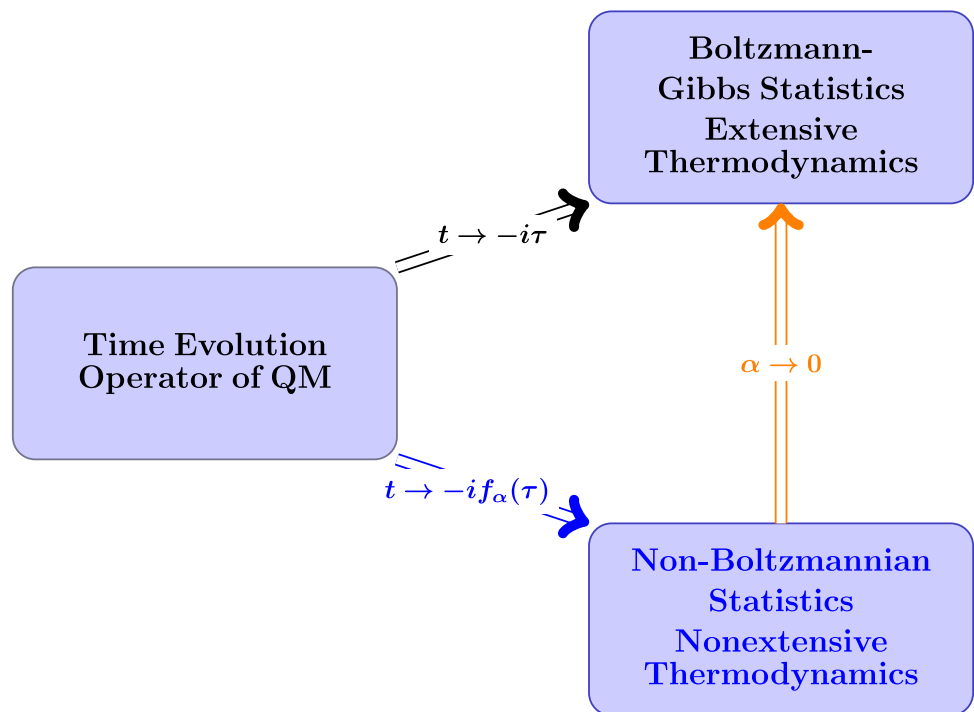 Boltzmann-
Gibbs Statistics
Extensive
Thermodynamics
t → −iτ
Time Evolution
Operator of QM
α → 0
t → −if_α(τ)
Non-Boltzmannian
Statistics
Nonextensive
Thermodynamics